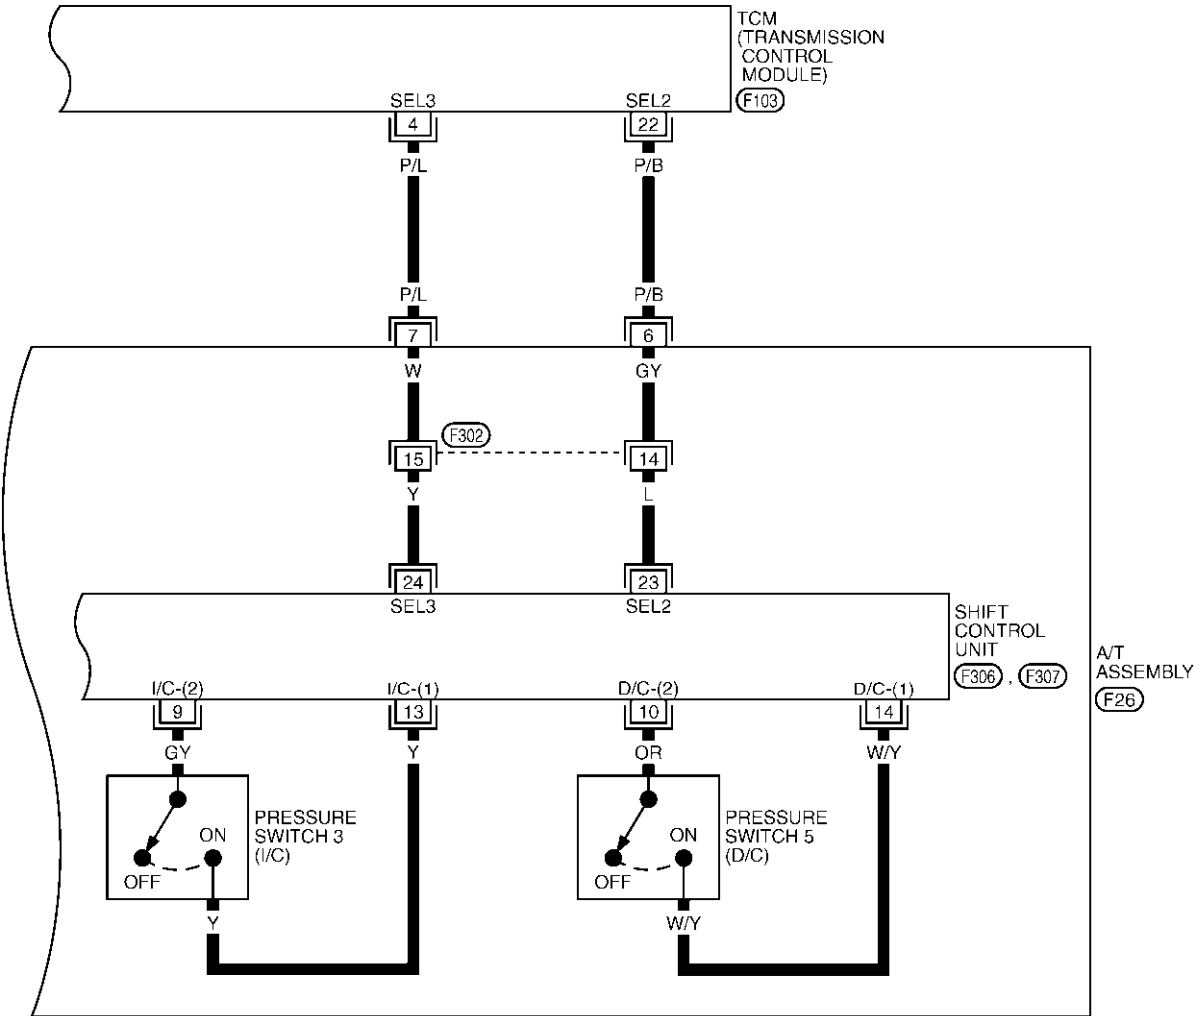 TCM
(TRANSMISSION
CONTROL
MODULE)
F103
SEL3 SEL2
4 22
P/L P/B
P/L P/B
7 6
W GY
F302
15 14
Y L
24 23
SEL3 SEL2
SHIFT
CONTROL
UNIT
F306 , F307
A/T
ASSEMBLY
F26
I/C-(2) I/C-(1) D/C-(2) D/C-(1)
9 13 10 14
GY Y OR W/Y
PRESSURE
SWITCH 3
(I/C)
ON
OFF
PRESSURE
SWITCH 5
(D/C)
ON
OFF
Y W/Y